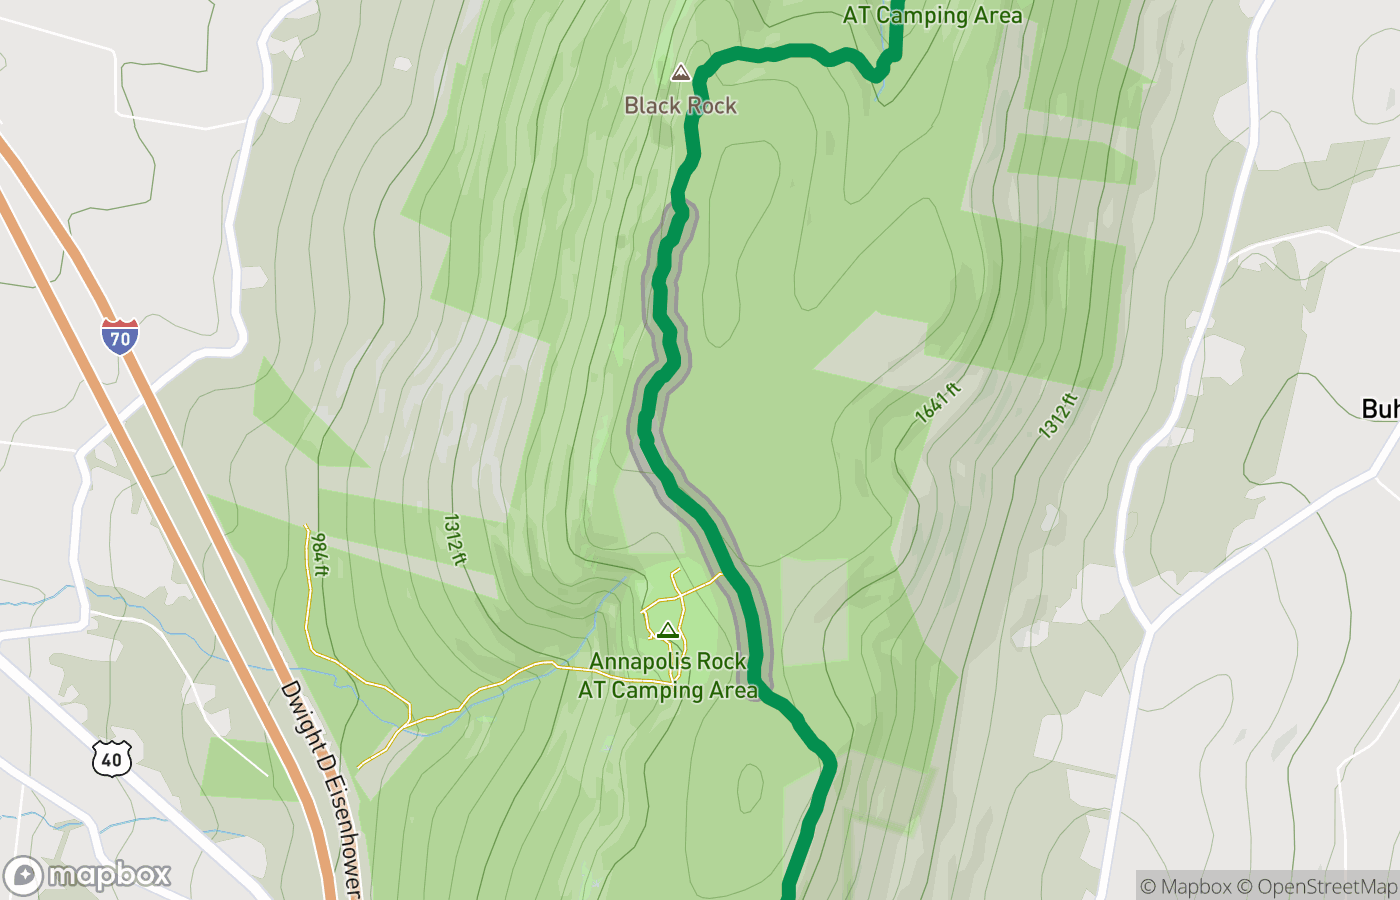 AT Camping Area
Black Rock
70
1641 ft
1312 ft
Buh
984 ft
1312 ft
Annapolis Rock
AT Camping Area
Dwight D Eisenhower
40
mapbox
© Mapbox © OpenStreetMap